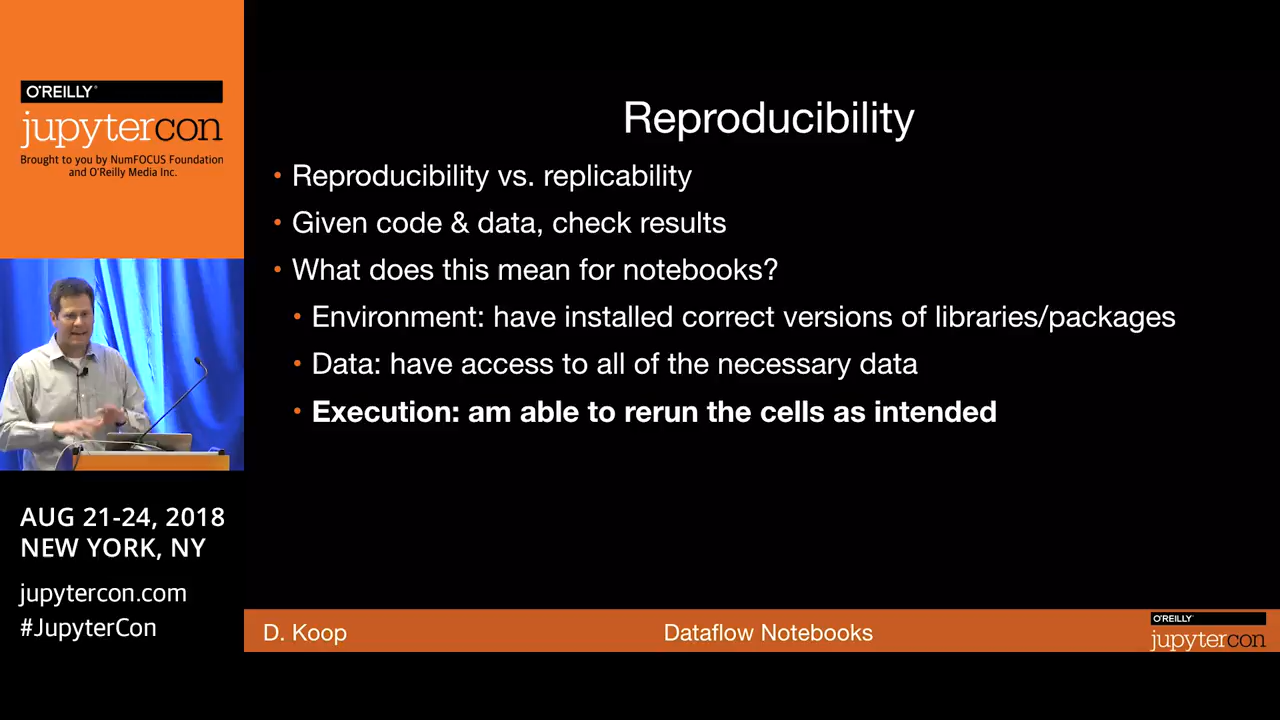 O'REILLY®
jupytercon
Brought to you by NumFOCUS Foundation
and O'Reilly Media Inc.
AUG 21-24, 2018
NEW YORK, NY
jupytercon.com
#JupyterCon
Reproducibility
• Reproducibility vs. replicability
• Given code & data, check results
• What does this mean for notebooks?
• Environment: have installed correct versions of libraries/packages
• Data: have access to all of the necessary data
• Execution: am able to rerun the cells as intended
D. Koop
Dataflow Notebooks
O'REILLY®
jupytercon